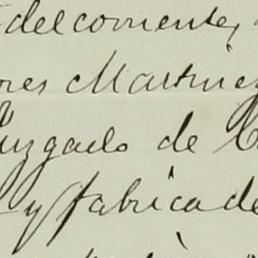 del corriente,
res Martinez
Juzgado de
y fabrica de